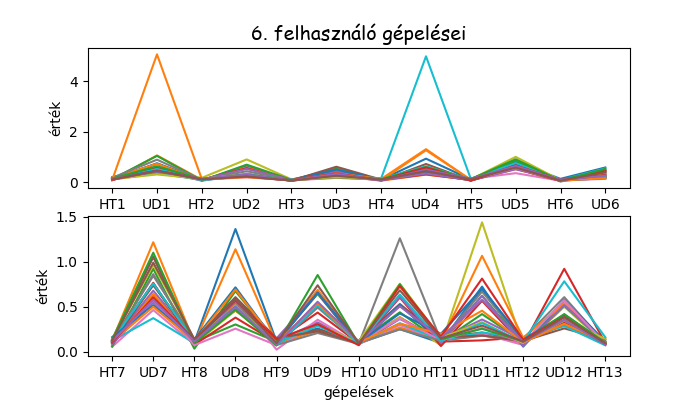 6. felhasználó gépelései
4
2
0
érték
HT1 UD1 HT2 UD2 HT3 UD3 HT4 UD4 HT5 UD5 HT6 UD6
1.5
1.0
0.5
0.0
érték
HT7 UD7 HT8 UD8 HT9 UD9 HT10 UD10 HT11 UD11 HT12 UD12 HT13
gépelések